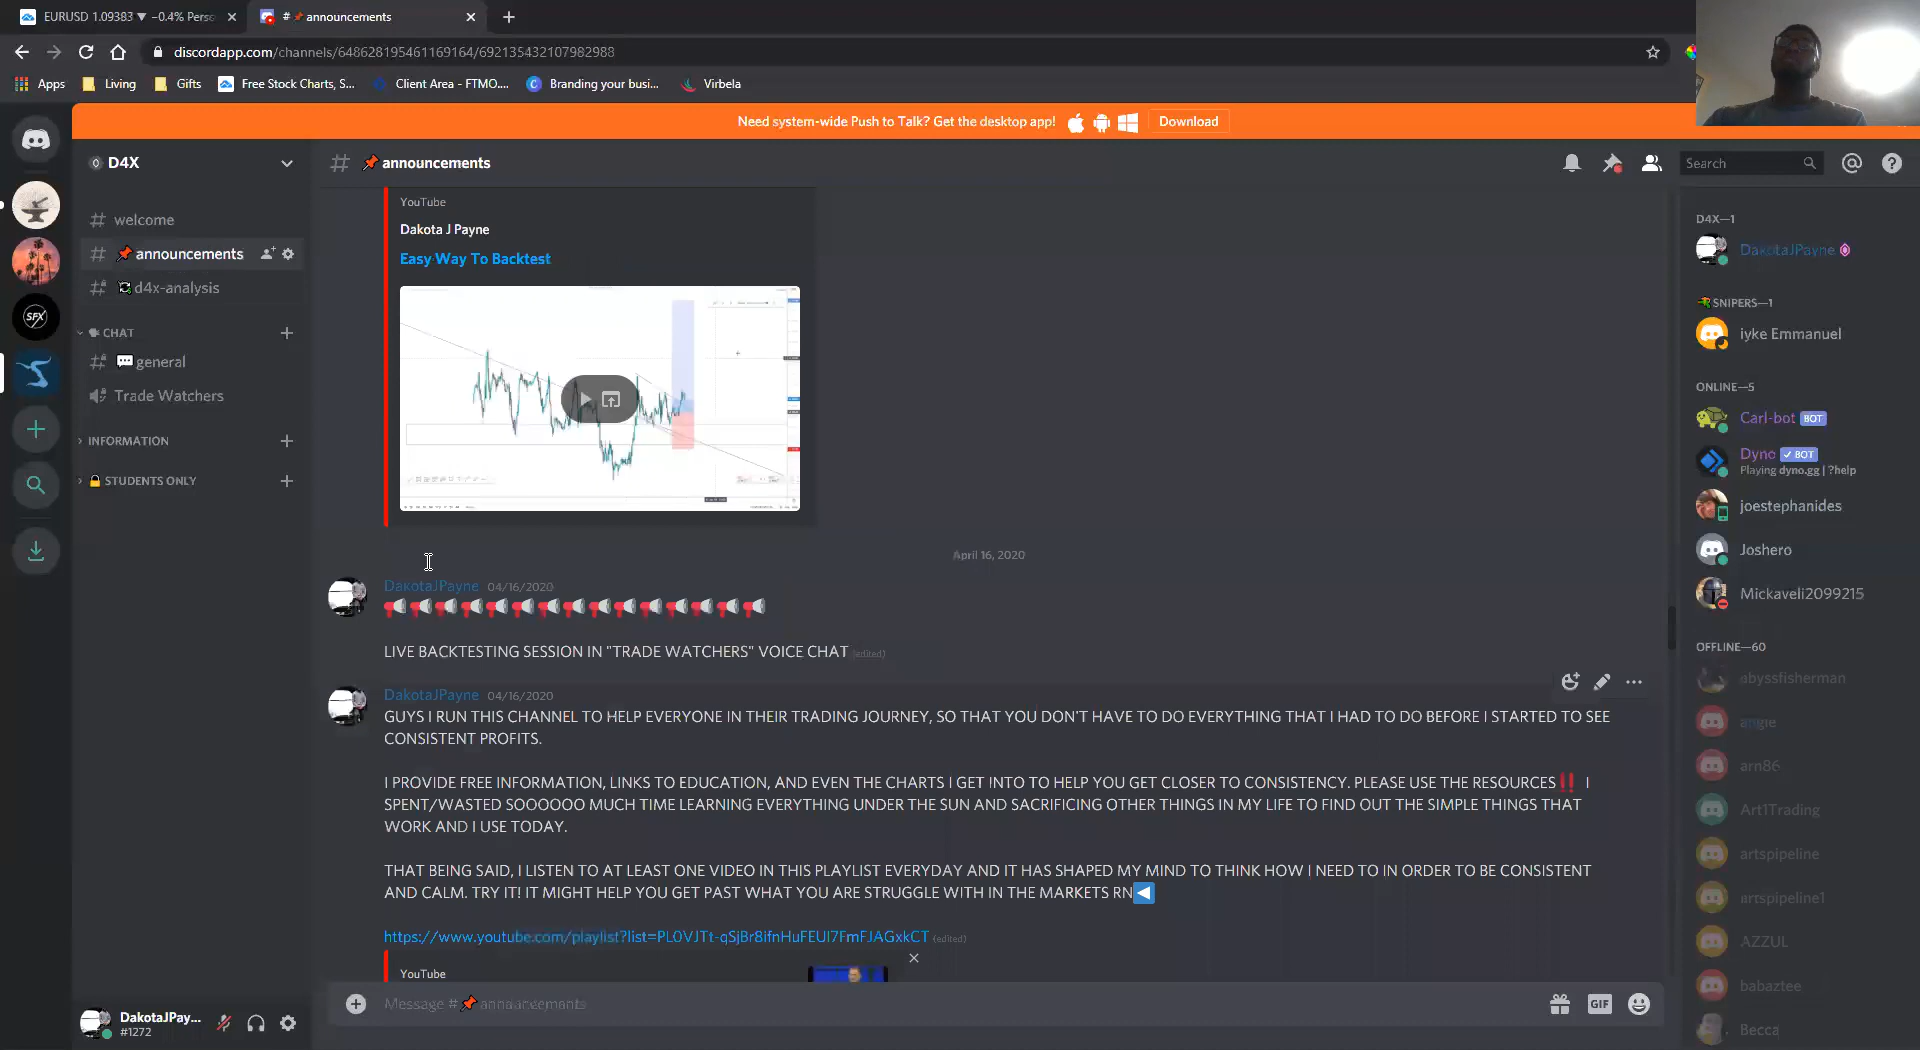 EURUSD 1.09383 ▼ −0.4% Perso
# 📌 announcements
discordapp.com/channels/648628195461169164/692135432107982988
Apps
Living
Gifts
Free Stock Charts, S...
Client Area - FTMO....
Branding your busi...
Virbela
Need system-wide Push to Talk? Get the desktop app!
Download
D4X
# 📌 announcements
Search
# welcome
# 📌 announcements
# d4x-analysis
CHAT
# 💬 general
Trade Watchers
INFORMATION
🔒 STUDENTS ONLY
SFX
YouTube
Dakota J Payne
Easy Way To Backtest
April 16, 2020
DakotaJPayne 04/16/2020
📢📢📢📢📢📢📢📢📢📢📢📢📢📢📢
LIVE BACKTESTING SESSION IN "TRADE WATCHERS" VOICE CHAT (edited)
DakotaJPayne 04/16/2020
GUYS I RUN THIS CHANNEL TO HELP EVERYONE IN THEIR TRADING JOURNEY, SO THAT YOU DON'T HAVE TO DO EVERYTHING THAT I HAD TO DO BEFORE I STARTED TO SEE
CONSISTENT PROFITS.
I PROVIDE FREE INFORMATION, LINKS TO EDUCATION, AND EVEN THE CHARTS I GET INTO TO HELP YOU GET CLOSER TO CONSISTENCY. PLEASE USE THE RESOURCES‼️ I
SPENT/WASTED SOOOOOO MUCH TIME LEARNING EVERYTHING UNDER THE SUN AND SACRIFICING OTHER THINGS IN MY LIFE TO FIND OUT THE SIMPLE THINGS THAT
WORK AND I USE TODAY.
THAT BEING SAID, I LISTEN TO AT LEAST ONE VIDEO IN THIS PLAYLIST EVERYDAY AND IT HAS SHAPED MY MIND TO THINK HOW I NEED TO IN ORDER TO BE CONSISTENT
AND CALM. TRY IT! IT MIGHT HELP YOU GET PAST WHAT YOU ARE STRUGGLE WITH IN THE MARKETS RN◀️
https://www.youtube.com/playlist?list=PL0VJTt-qSjBr8ifnHuFEUI7FmFJAGxkCT (edited)
YouTube
Message # 📌 announcements
GIF
DakotaJPay...
#1272
D4X—1
DakotaJPayne
SNIPERS—1
iyke Emmanuel
ONLINE—5
Carl-bot BOT
Dyno ✓ BOT
Playing dyno.gg | ?help
joestephanides
Joshero
Mickaveli2099215
OFFLINE—60
abyssfisherman
angie
arn86
Art1Trading
artspipeline
artspipeline1
AZZUL
babaztee
Becca